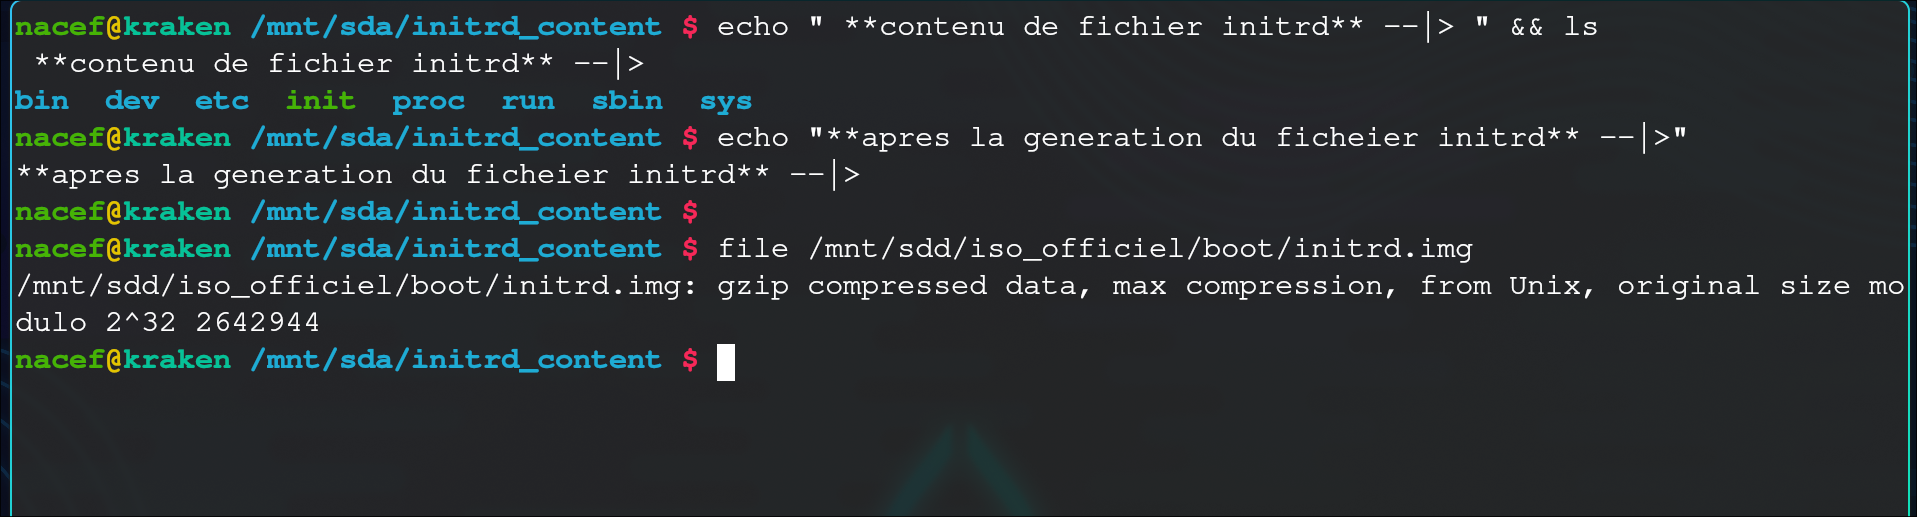 nacef@kraken /mnt/sda/initrd_content $ echo " **contenu de fichier initrd** --|> " && ls
 **contenu de fichier initrd** --|>
bin  dev  etc  init  proc  run  sbin  sys
nacef@kraken /mnt/sda/initrd_content $ echo "**apres la generation du ficheier initrd** --|>"
**apres la generation du ficheier initrd** --|>
nacef@kraken /mnt/sda/initrd_content $
nacef@kraken /mnt/sda/initrd_content $ file /mnt/sdd/iso_officiel/boot/initrd.img
/mnt/sdd/iso_officiel/boot/initrd.img: gzip compressed data, max compression, from Unix, original size mo
dulo 2^32 2642944
nacef@kraken /mnt/sda/initrd_content $